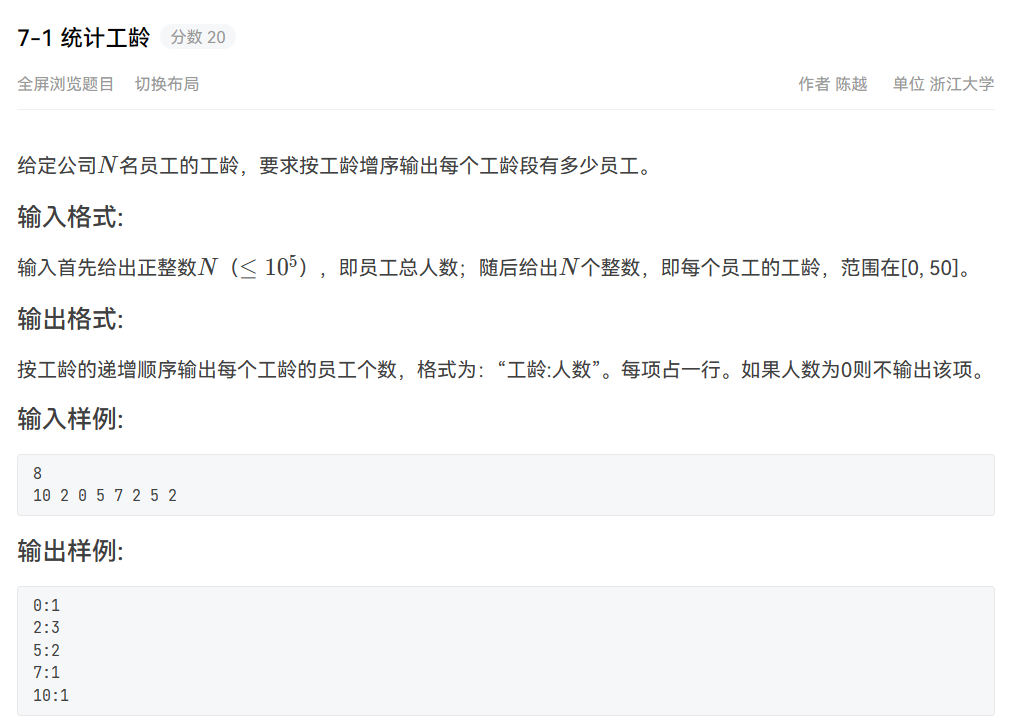 7-1 统计工龄 分数 20
全屏浏览题目 切换布局 作者 陈越 单位 浙江大学
给定公司N名员工的工龄，要求按工龄增序输出每个工龄段有多少员工。
输入格式:
输入首先给出正整数N（≤10⁵），即员工总人数；随后给出N个整数，即每个员工的工龄，范围在[0, 50]。
输出格式:
按工龄的递增顺序输出每个工龄的员工个数，格式为：“工龄:人数”。每项占一行。如果人数为0则不输出该项。
输入样例:
8
10 2 0 5 7 2 5 2
输出样例:
0:1
2:3
5:2
7:1
10:1